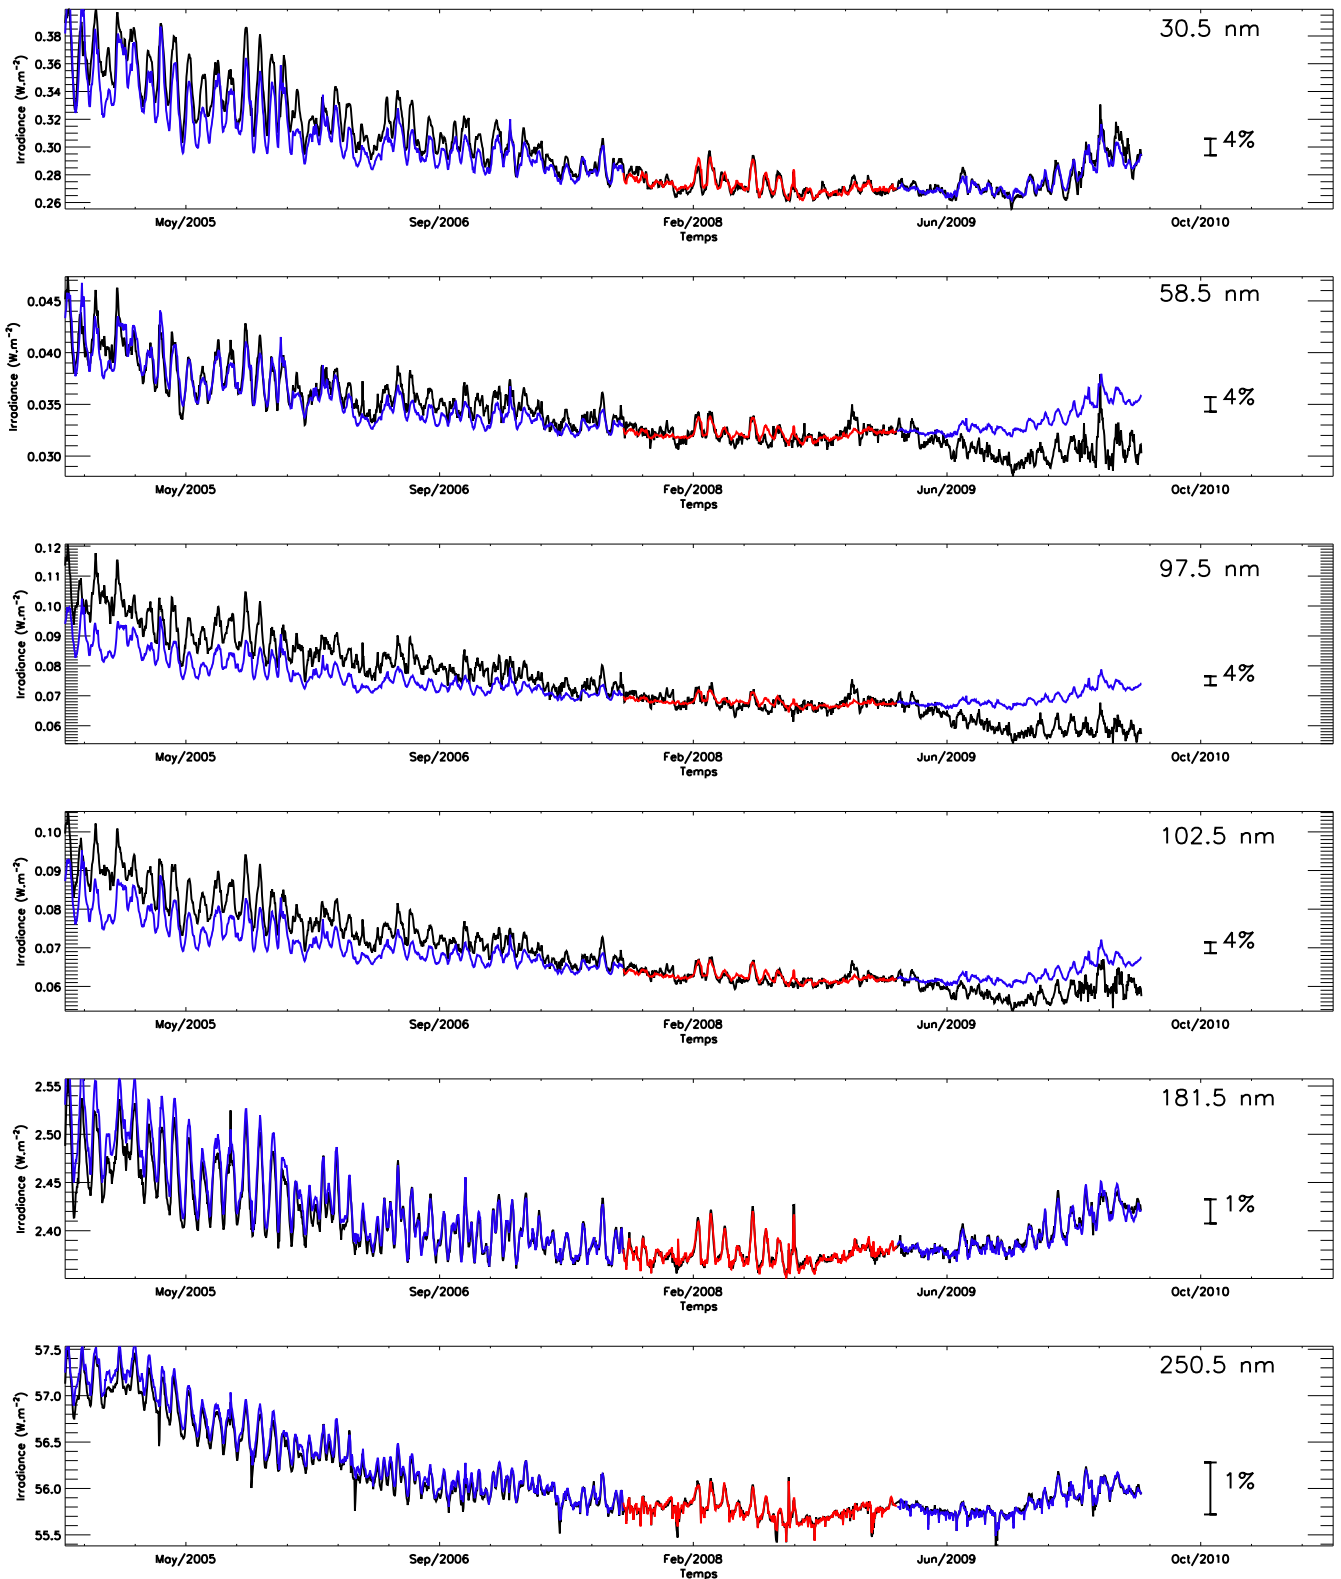 30.5 nm
0.38
0.36
0.34
0.32
0.30
0.28
0.26
Irradiance (W.m⁻²)
4%
May/2005 Sep/2006 Feb/2008 Jun/2009 Oct/2010
Temps
58.5 nm
0.045
0.040
0.035
0.030
Irradiance (W.m⁻²)
4%
May/2005 Sep/2006 Feb/2008 Jun/2009 Oct/2010
Temps
97.5 nm
0.12
0.11
0.10
0.09
0.08
0.07
0.06
Irradiance (W.m⁻²)
4%
May/2005 Sep/2006 Feb/2008 Jun/2009 Oct/2010
Temps
102.5 nm
0.10
0.09
0.08
0.07
0.06
Irradiance (W.m⁻²)
4%
May/2005 Sep/2006 Feb/2008 Jun/2009 Oct/2010
Temps
181.5 nm
2.55
2.50
2.45
2.40
Irradiance (W.m⁻²)
1%
May/2005 Sep/2006 Feb/2008 Jun/2009 Oct/2010
Temps
250.5 nm
57.5
57.0
56.5
56.0
55.5
Irradiance (W.m⁻²)
1%
May/2005 Sep/2006 Feb/2008 Jun/2009 Oct/2010
Temps